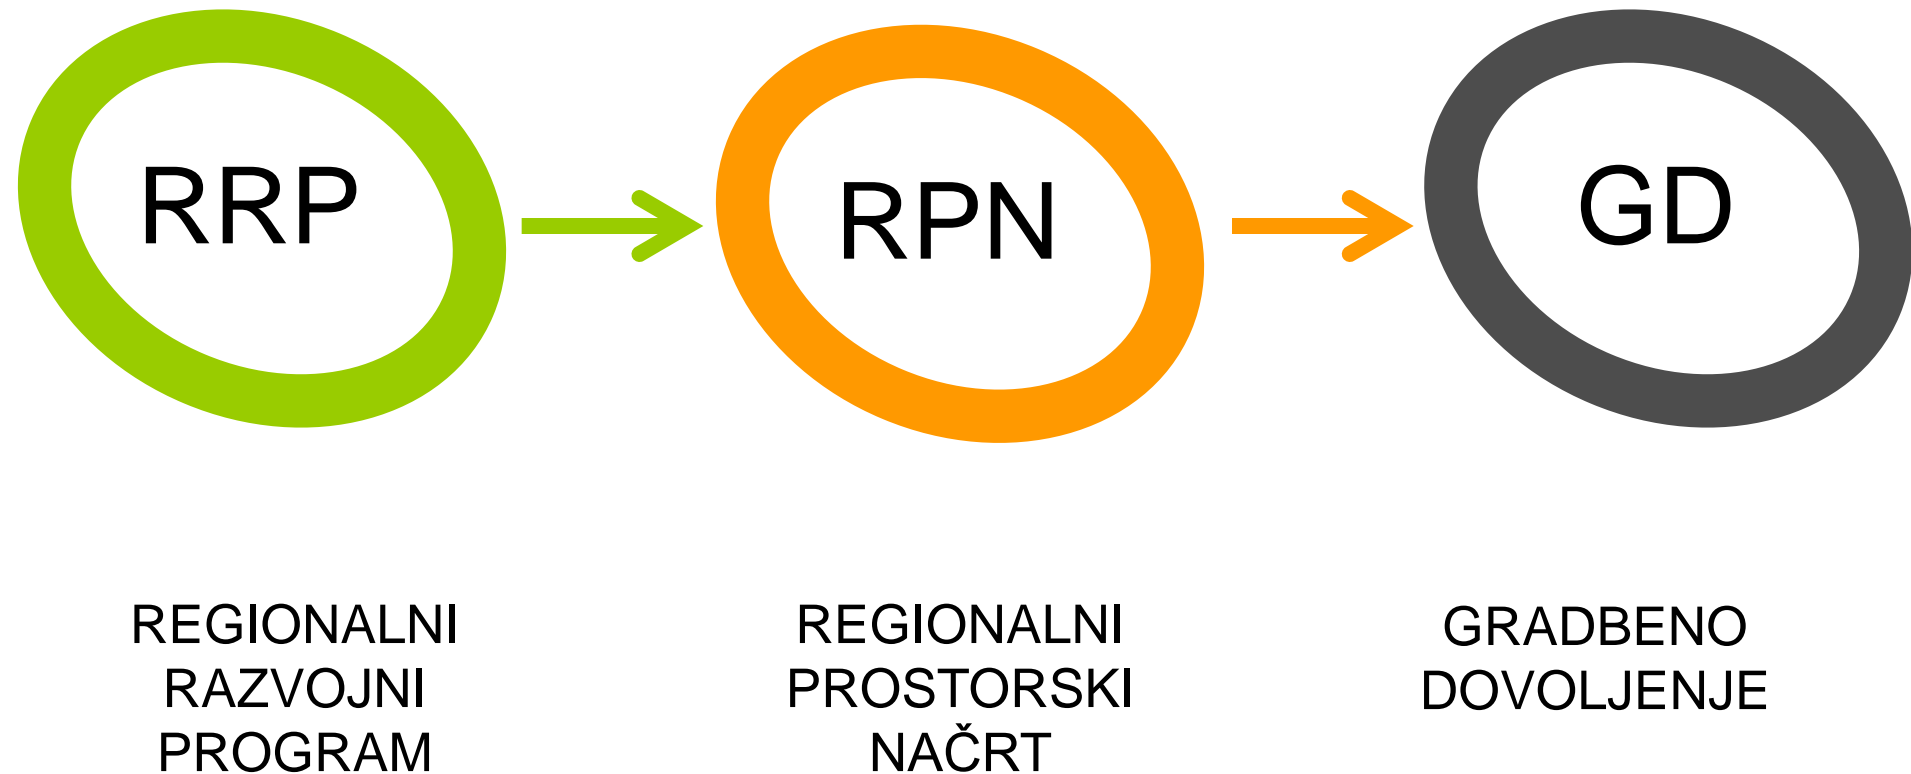 RRP
RPN
GD
REGIONALNI
RAZVOJNI
PROGRAM
REGIONALNI
PROSTORSKI
NAČRT
GRADBENO
DOVOLJENJE